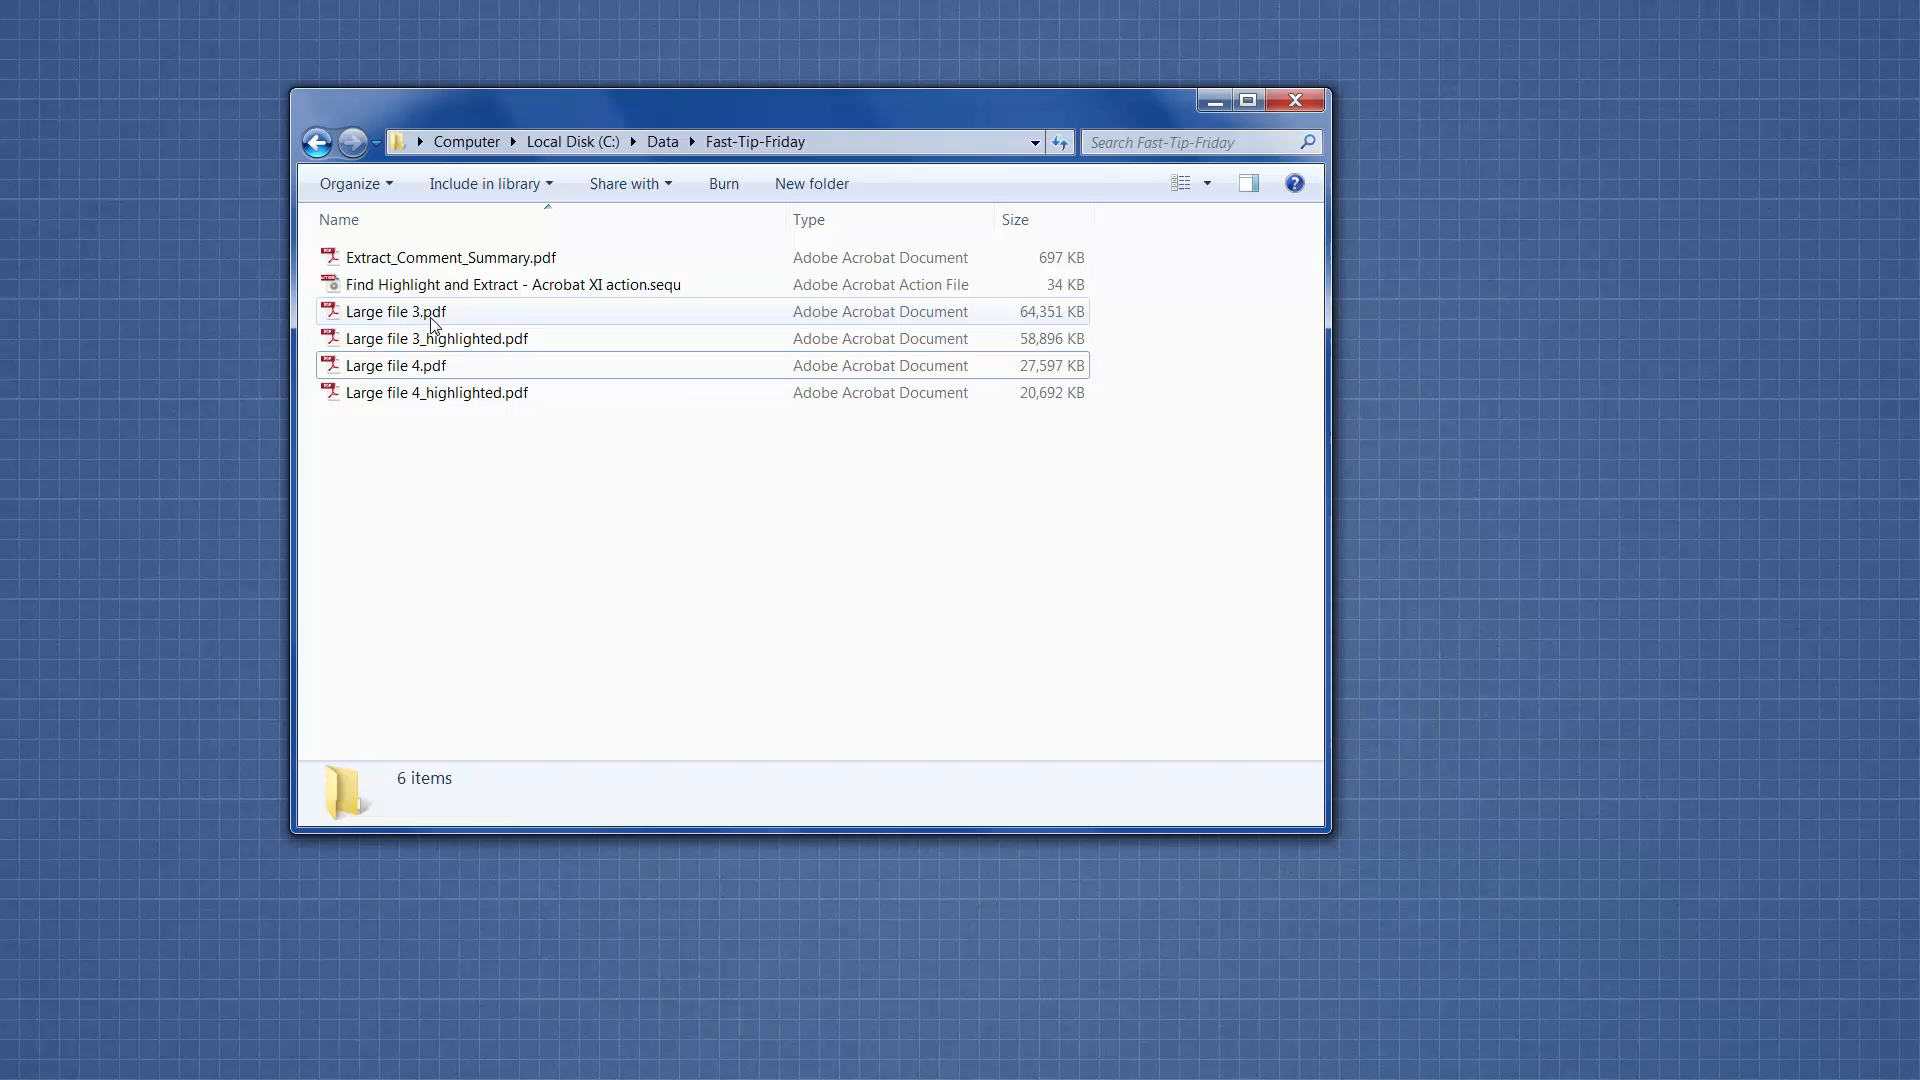 Computer Local Disk (C:) Data Fast-Tip-Friday Search Fast-Tip-Friday
Organize Include in library Share with Burn New folder
Name Type Size
Extract_Comment_Summary.pdf Adobe Acrobat Document 697 KB
Find Highlight and Extract - Acrobat XI action.sequ Adobe Acrobat Action File 34 KB
Large file 3.pdf Adobe Acrobat Document 64,351 KB
Large file 3_highlighted.pdf Adobe Acrobat Document 58,896 KB
Large file 4.pdf Adobe Acrobat Document 27,597 KB
Large file 4_highlighted.pdf Adobe Acrobat Document 20,692 KB
6 items